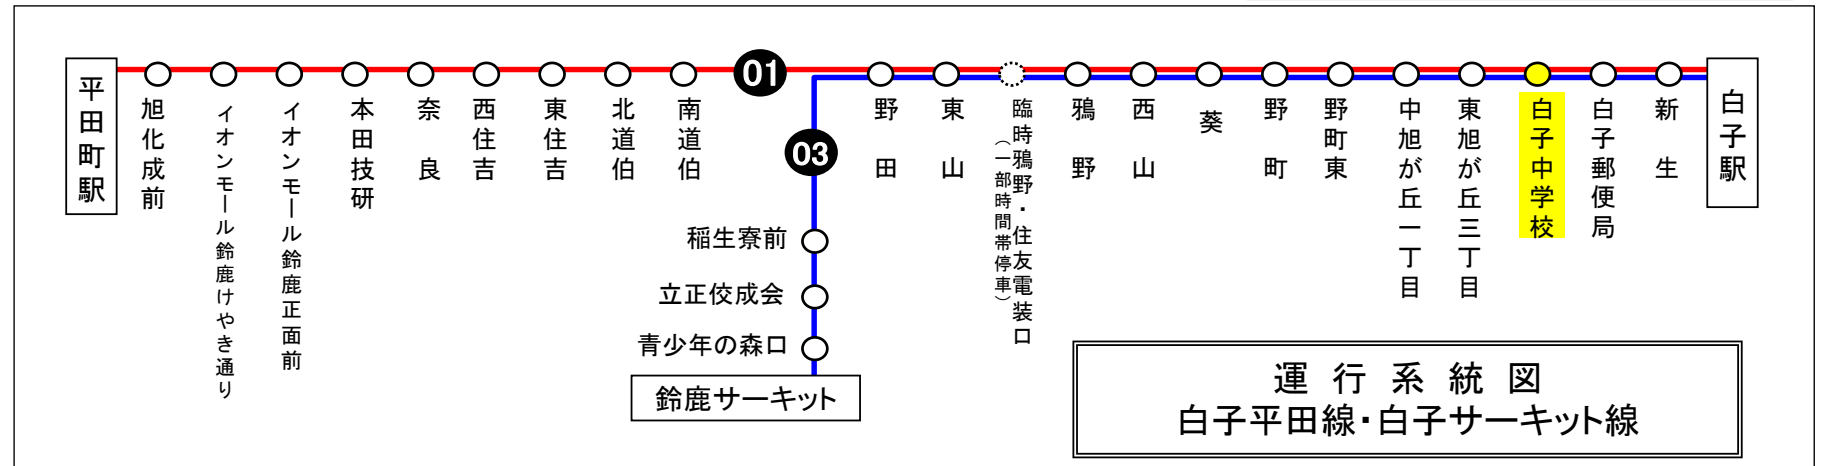 平田町駅
旭化成前
イオンモール鈴鹿けやき通り
イオンモール鈴鹿正面前
本田技研
奈良
西住吉
東住吉
北道伯
南道伯
01
03
野田
東山
臨時鴉野・住友電装口
（一部時間帯停車）
鴉野
西山
葵
野町
野町東
中旭が丘一丁目
東旭が丘三丁目
白子中学校
白子郵便局
新生
白子駅
稲生寮前
立正佼成会
青少年の森口
鈴鹿サーキット
運行系統図
白子平田線・白子サーキット線